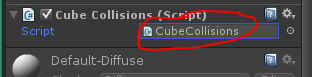 Cube Collisions (Script)
Script CubeCollisions
Default-Diffuse